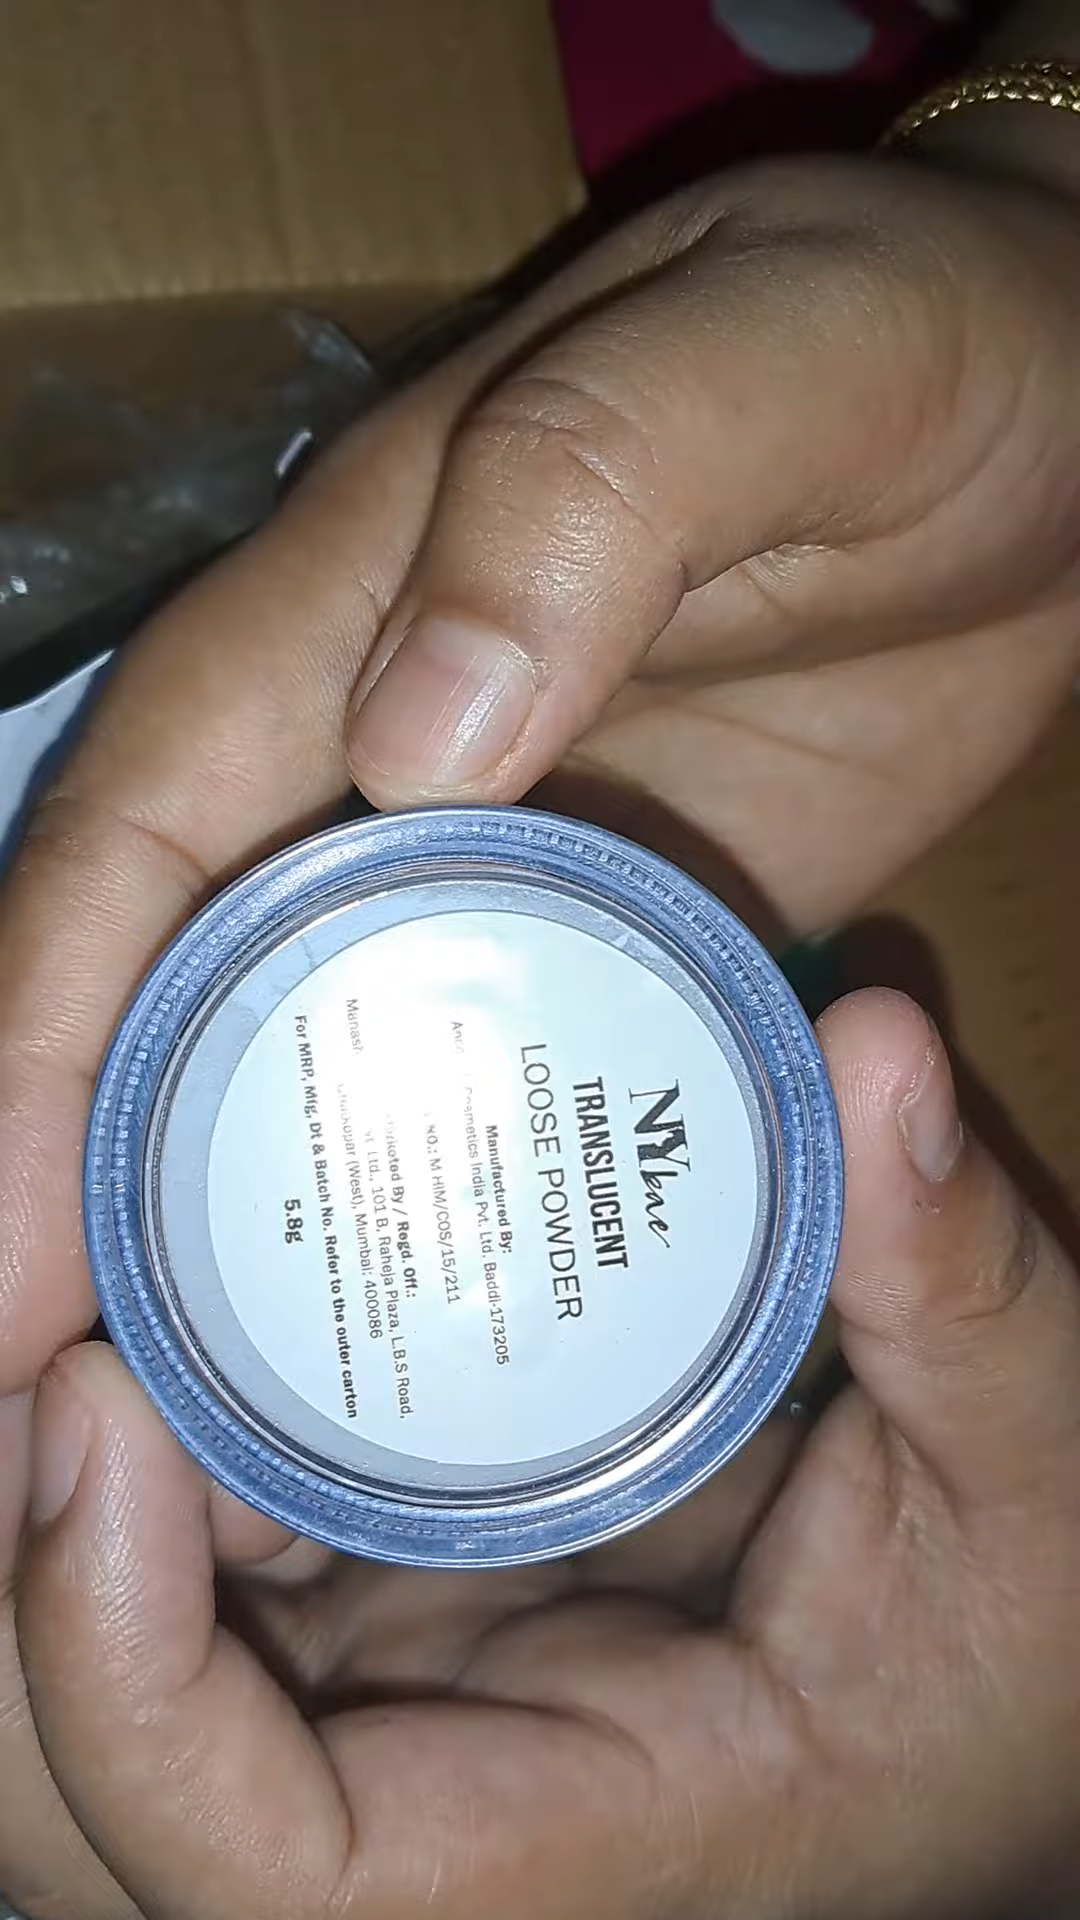 NYbae
TRANSLUCENT
LOOSE POWDER
Manufactured By:
Cosmetics India Pvt. Ltd. Baddi-173205
NO.: M HIM/COS/15/211
By / Regd. Off.:
Ltd., 101 B, Raheja Plaza, L.B.S Road,
(West), Mumbai: 400086
For MRP, Mfg, Dt & Batch No. Refer to the outer carton
5.8g